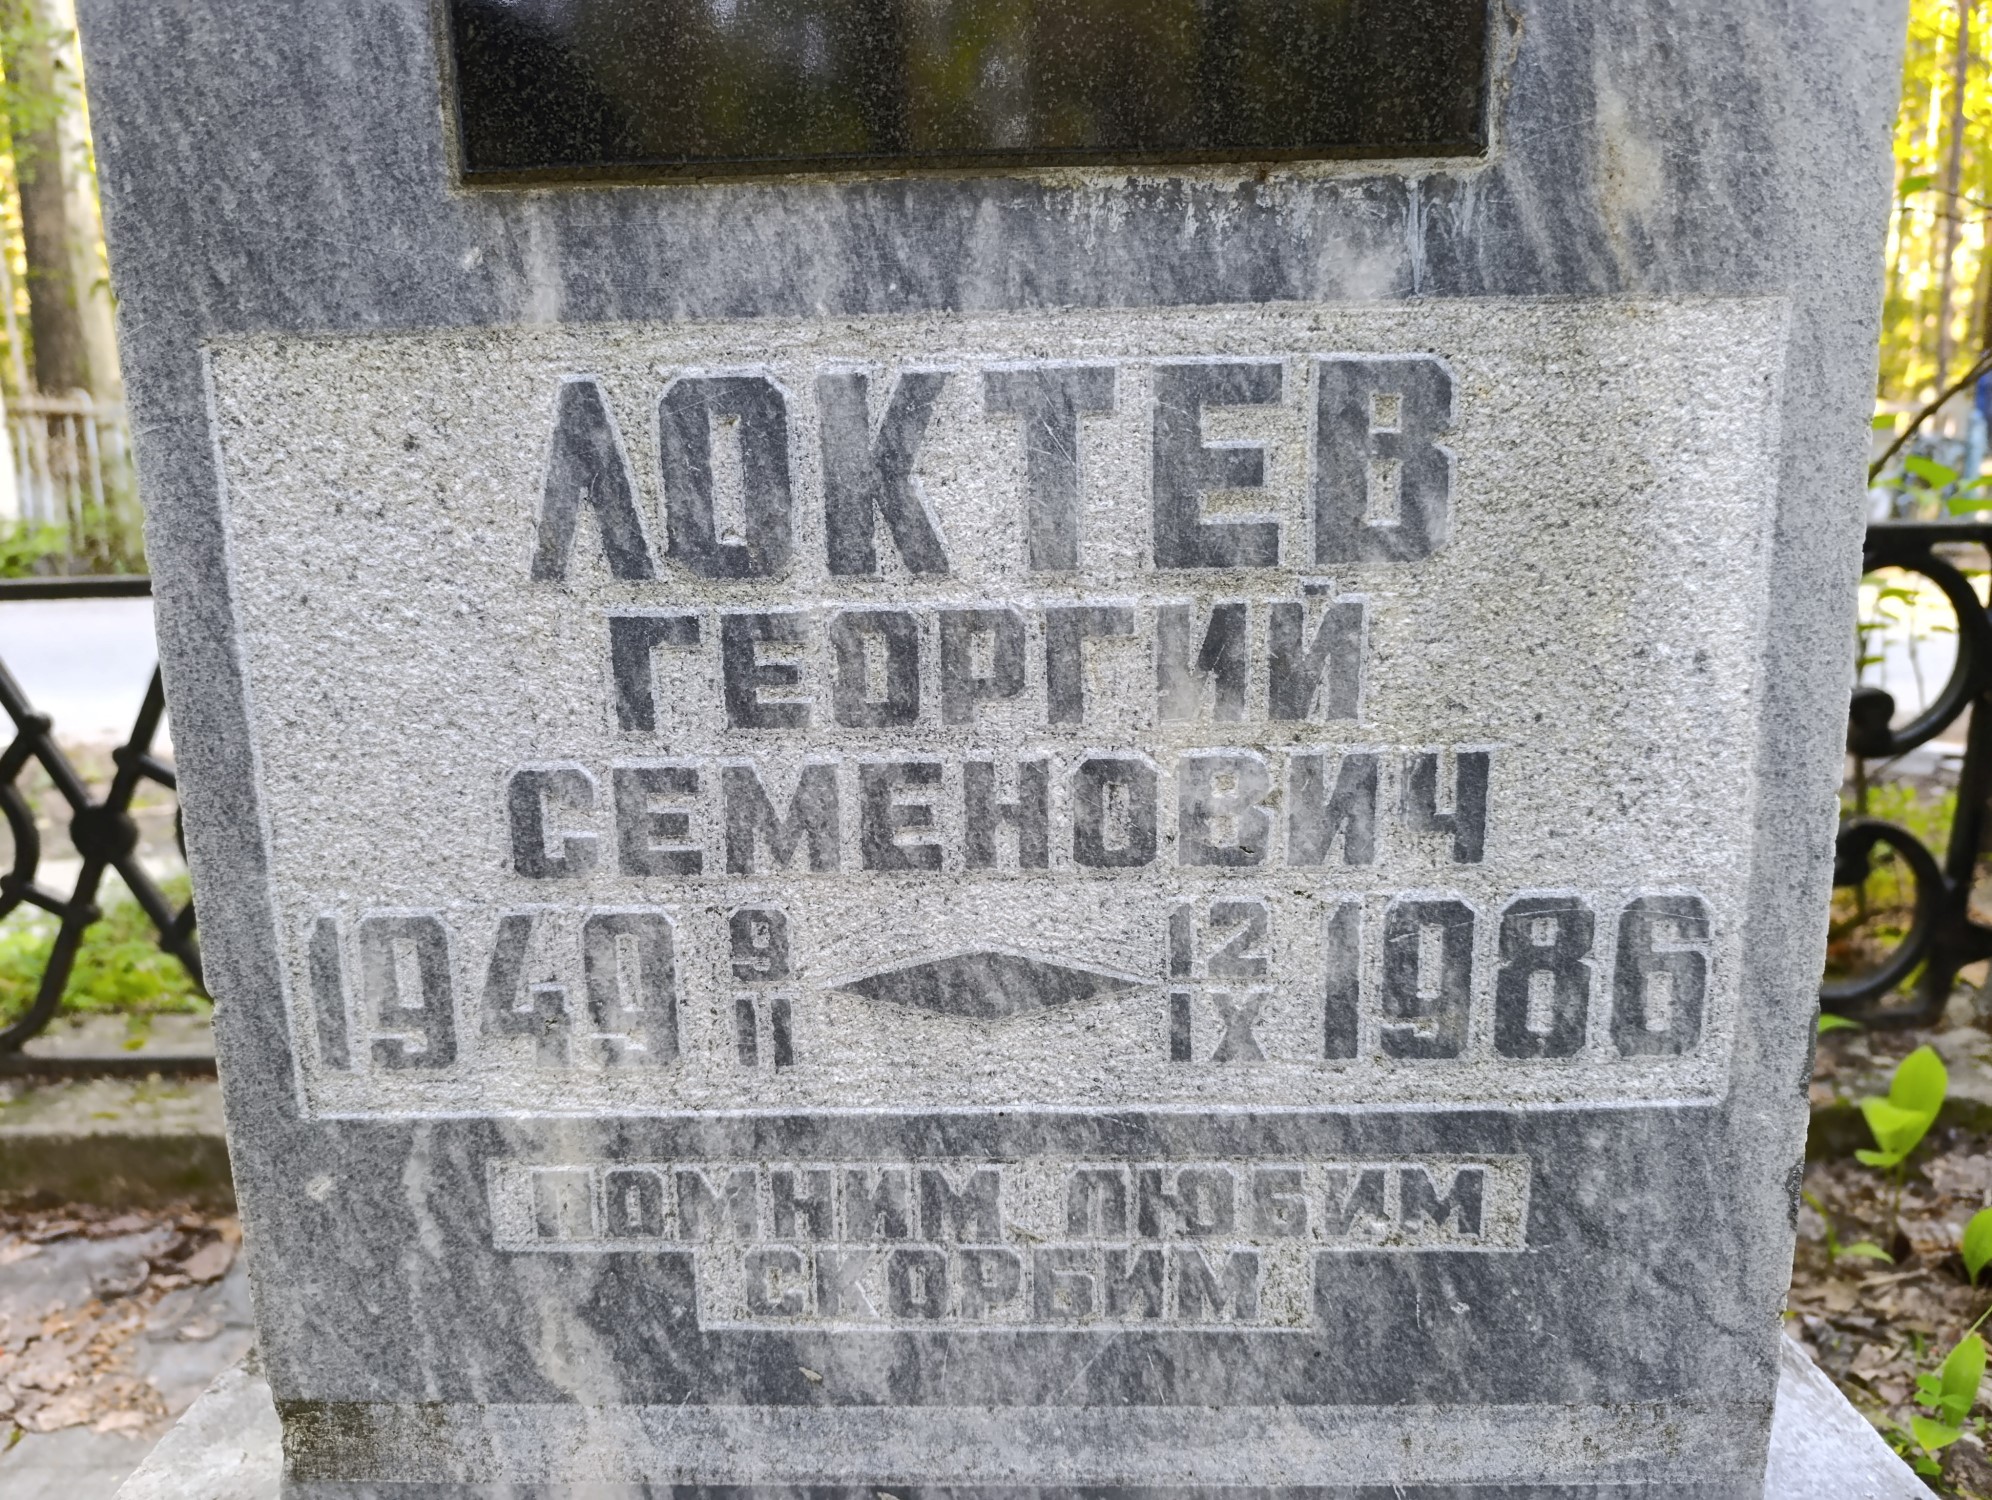 ЛОКТЕВ
ГЕОРГИЙ
СЕМЕНОВИЧ
1949 9/II 12/IX 1986
ПОМНИМ ЛЮБИМ
СКОРБИМ